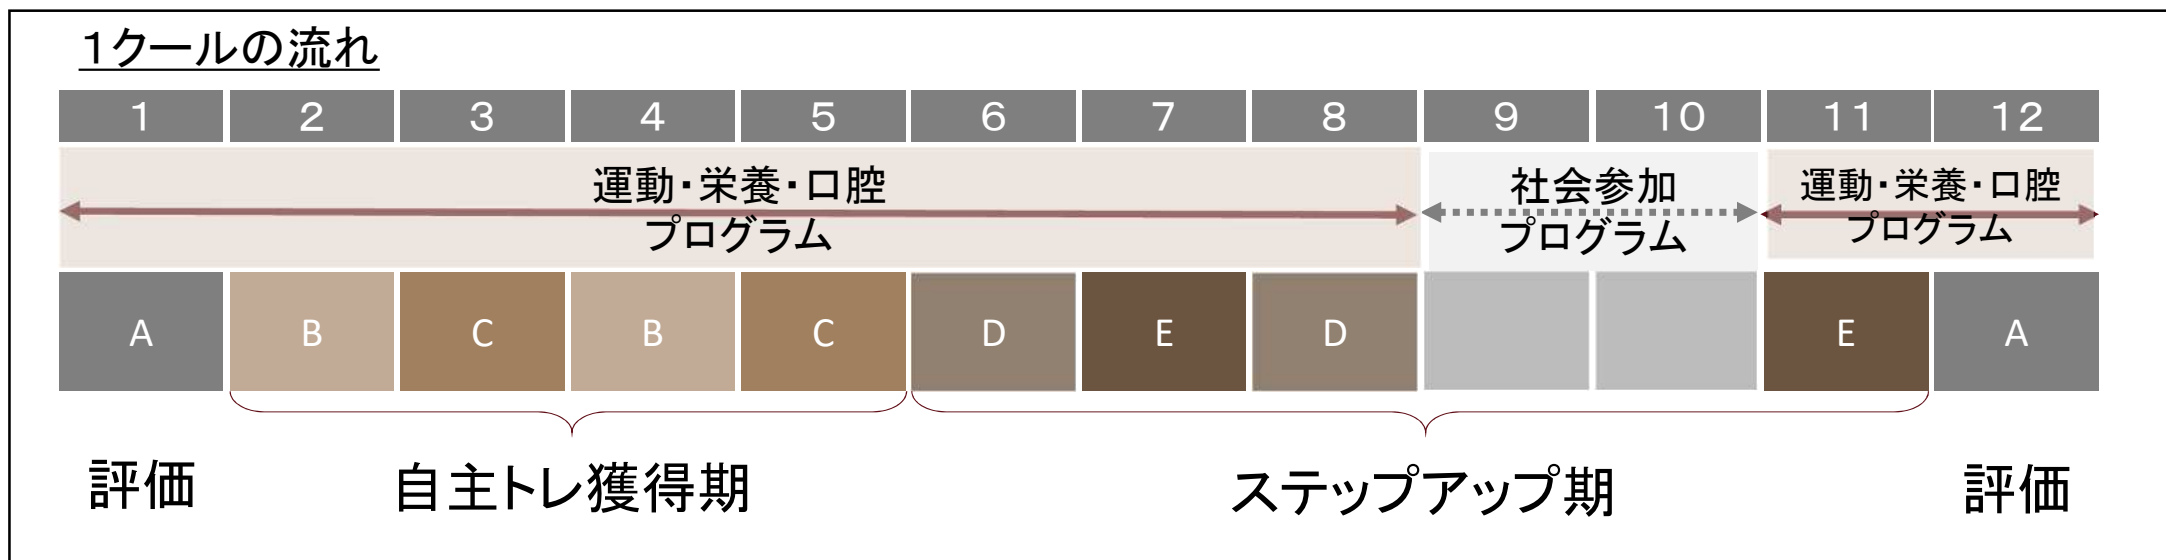 1クールの流れ
1 2 3 4 5 6 7 8 9 10 11 12
運動・栄養・口腔
プログラム
社会参加
プログラム
運動・栄養・口腔
プログラム
A B C B C D E D E A
評価 自主トレ獲得期 ステップアップ期 評価